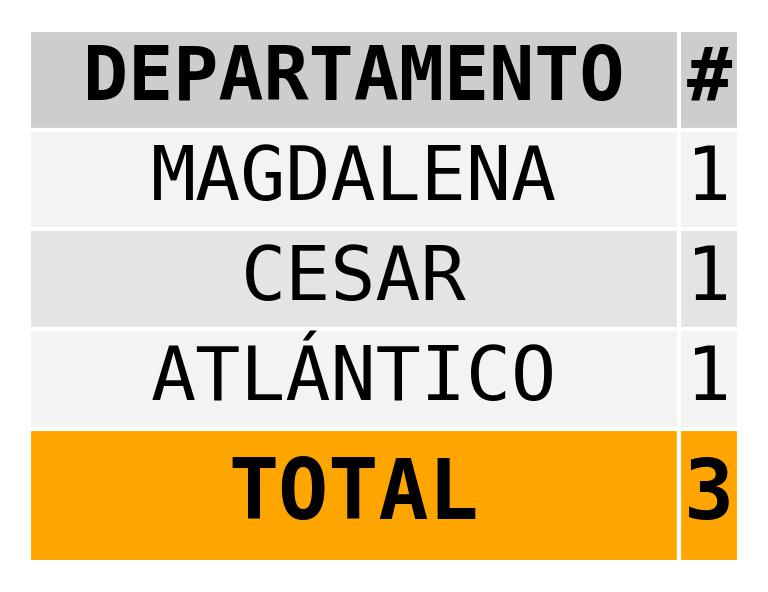 DEPARTAMENTO #
MAGDALENA 1
CESAR 1
ATLÁNTICO 1
TOTAL 3